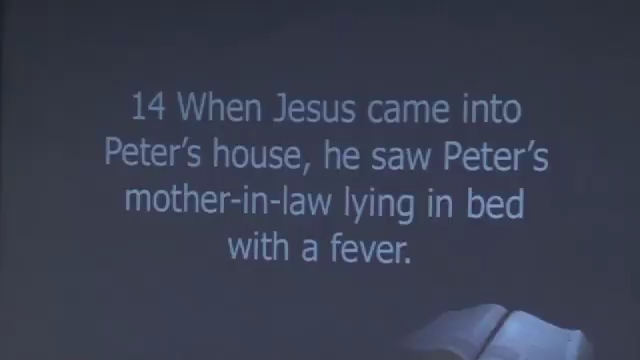 14 When Jesus came into
Peter's house, he saw Peter's
mother-in-law lying in bed
with a fever.